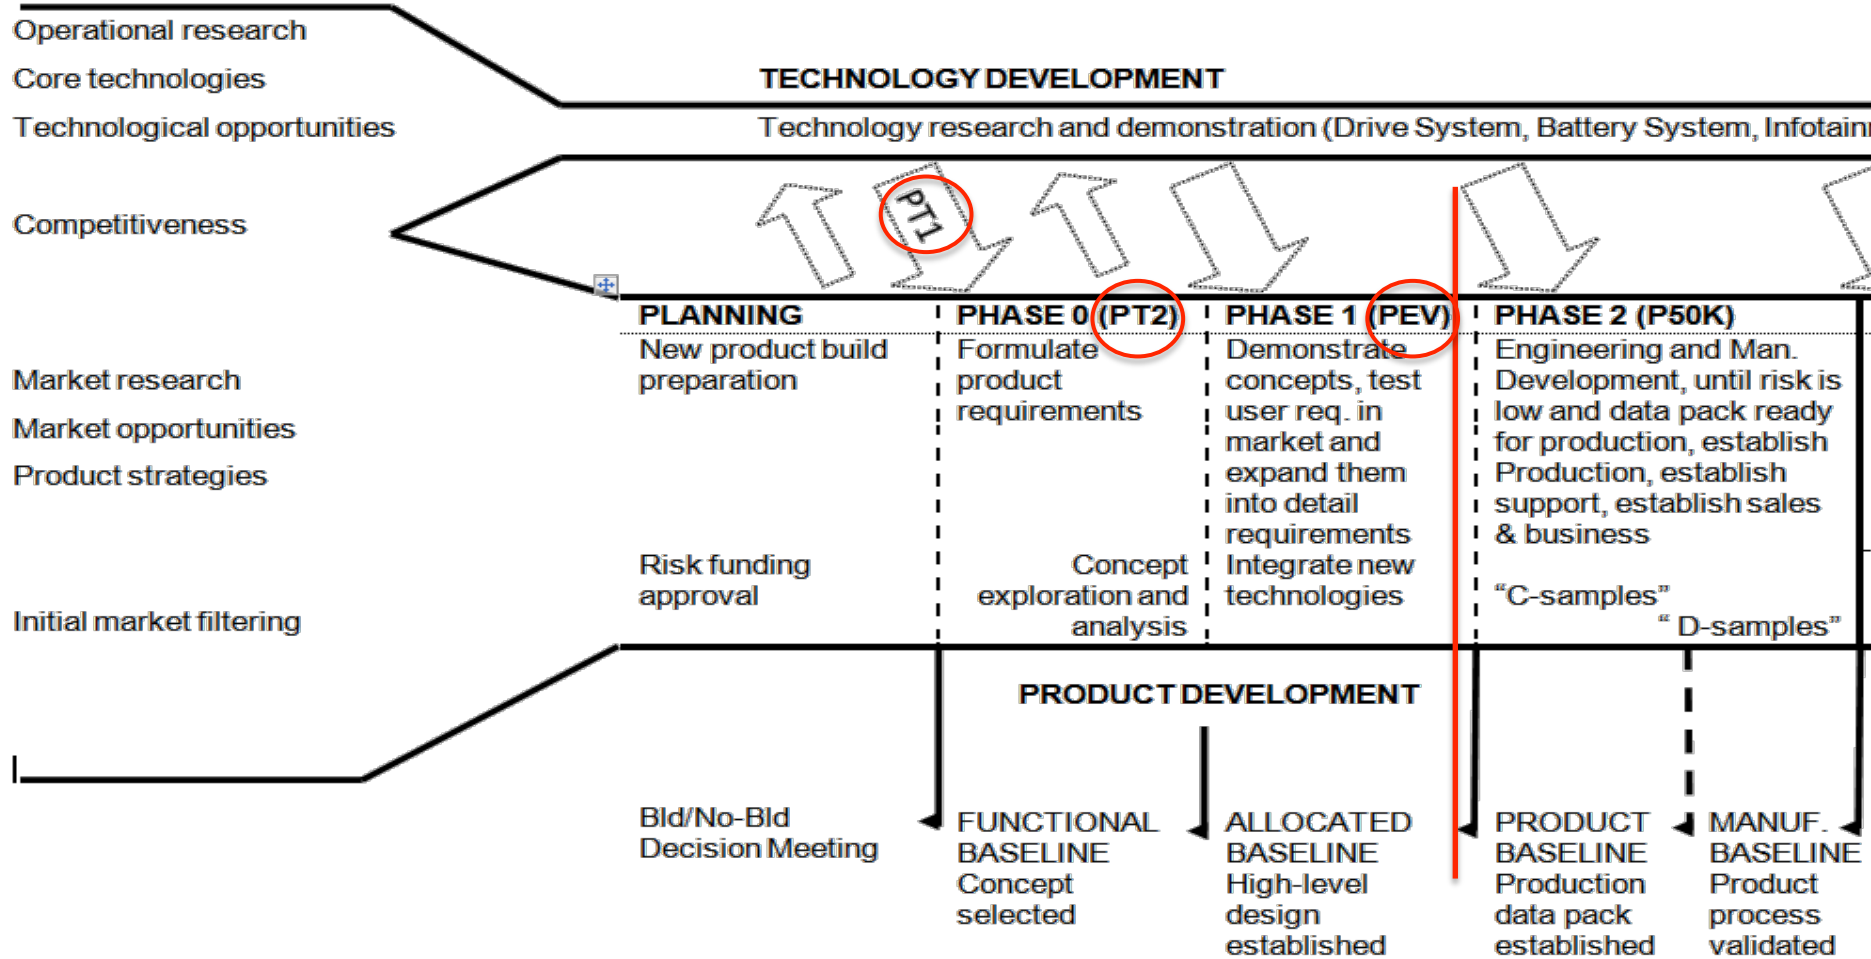 Operational research
Core technologies
TECHNOLOGY DEVELOPMENT
Technological opportunities
Technology research and demonstration (Drive System, Battery System,
PT1
Competitiveness
PLANNING
New product build
preparation
Risk funding
approval
PHASE 0 (PT2)
Formulate
product
requirements
Concept
exploration and
analysis
PHASE 1 (PEV)
Demonstrate
concepts, test
user req. in
market and
expand them
into detail
requirements
Integrate new
technologies
PHASE 2 (P50K)
Engineering and Man.
Development, until risk is
low and data pack ready
for production, establish
Production, establish
support, establish sales
& business
“C-samples”
“ D-samples”
Market research
Market opportunities
Product strategies
Initial market filtering
PRODUCT DEVELOPMENT
Bld/No-Bld
Decision Meeting
FUNCTIONAL
BASELINE
Concept
selected
ALLOCATED
BASELINE
High-level
design
established
PRODUCT
BASELINE
Production
data pack
established
MANUF.
BASELINE
Product
process
validated